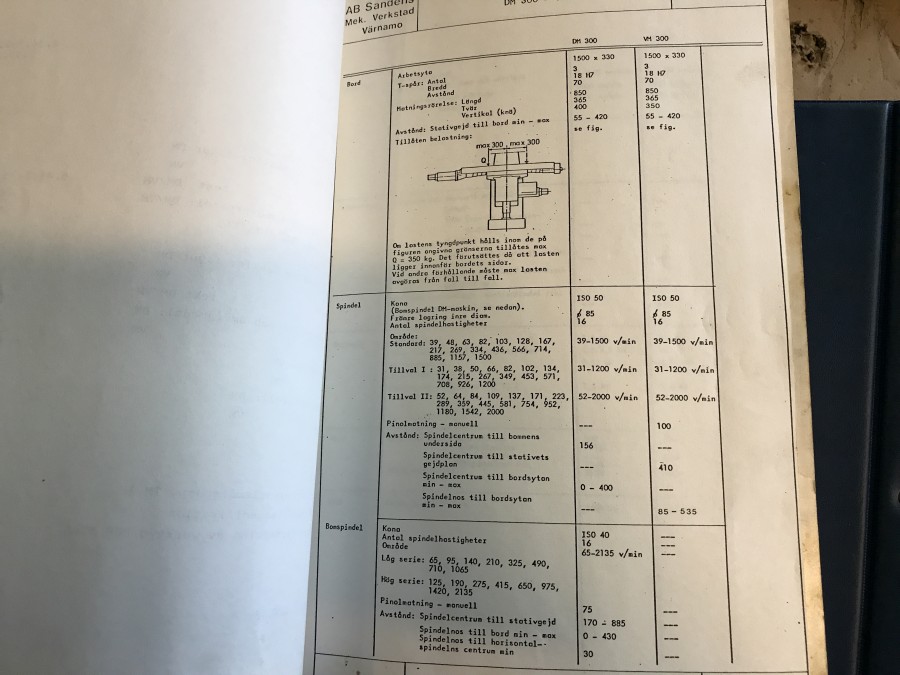 AB Sandéns
Mek. Verkstad
Värnamo
DM 300
DM 300 VM 300
Bord Arbetsyta 1500 x 330 1500 x 330
T-spår: Antal 3 3
Bredd 18 H7 18 H7
Avstånd 70 70
Matningsrörelse: Längd 850 850
Tvär 365 365
Vertikal (knä) 400 350
Avstånd: Stativgejd till bord min - max 55 - 420 55 - 420
Tillåten belastning: se fig. se fig.
max 300 max 300
Q
Om lastens tyngdpunkt hålls inom de på
figuren angivna gränserna tillåtes max
Q = 350 kg. Det förutsättes då att lasten
ligger innanför bordets sidor.
Vid andra förhållande måste max lasten
avgöras från fall till fall.
Spindel Kona ISO 50 ISO 50
(Bomspindel DM-maskin, se nedan).
Främre lagring inre diam. ϕ 85 ϕ 85
Antal spindelhastigheter 16 16
Område:
Standard: 39, 48, 63, 82, 103, 128, 167, 39-1500 v/min 39-1500 v/min
217, 269, 334, 436, 566, 714,
885, 1157, 1500
Tillval I : 31, 38, 50, 66, 82, 102, 134, 31-1200 v/min 31-1200 v/min
174, 215, 267, 349, 453, 571,
708, 926, 1200
Tillval II: 52, 64, 84, 109, 137, 171, 223, 52-2000 v/min 52-2000 v/min
289, 359, 445, 581, 754, 952,
1180, 1542, 2000
Pinolmatning - manuell --- 100
Avstånd: Spindelcentrum till bommens
undersida 156 ---
Spindelcentrum till stativets
gejdplan --- 410
Spindelcentrum till bordsytan
min - max 0 - 400 ---
Spindelnos till bordsytan
min - max --- 85 - 535
Bomspindel Kona ISO 40 ---
Antal spindelhastigheter 16 ---
Område 65-2135 v/min ---
Låg serie: 65, 95, 140, 210, 325, 490,
710, 1065
Hög serie: 125, 190, 275, 415, 650, 975,
1420, 2135
Pinolmatning - manuell 75 ---
Avstånd: Spindelcentrum till stativgejd 170 - 885 ---
Spindelnos till bord min - max 0 - 430 ---
Spindelnos till horisontal-
spindelns centrum min 30 ---